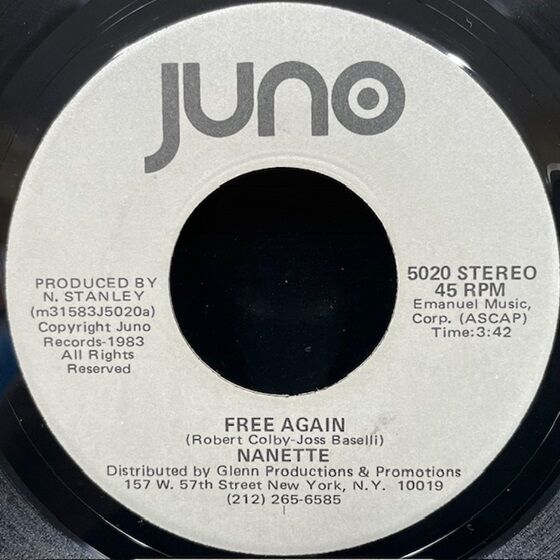 juno
PRODUCED BY
N. STANLEY
(m31583J5020a)
Copyright Juno
Records-1983
All Rights
Reserved
5020 STEREO
45 RPM
Emanuel Music,
Corp. (ASCAP)
Time:3:42
FREE AGAIN
(Robert Colby-Joss Baselli)
NANETTE
Distributed by Glenn Productions & Promotions
157 W. 57th Street New York, N.Y. 10019
(212) 265-6585